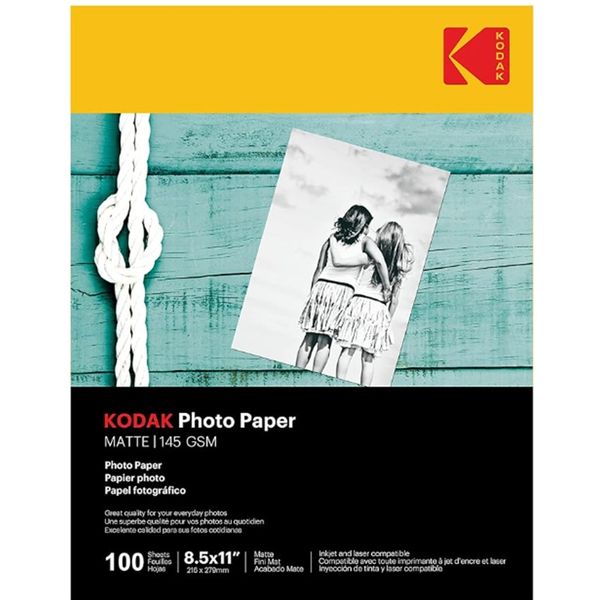 KODAK
KODAK Photo Paper
MATTE | 145 GSM
Photo Paper
Papier photo
Papel fotográfico
Great quality for your everyday photos
Une superbe qualité pour vos photos au quotidien
Excelente calidad para sus fotos cotidianas
100 Sheets Feuilles Hojas
8.5x11”
216 x 279mm
Matte
Fini Mat
Acabado Mate
Inkjet and laser compatible
Compatible avec toute imprimante à jet d'encre et laser
Inyección de tinta y laser compatible